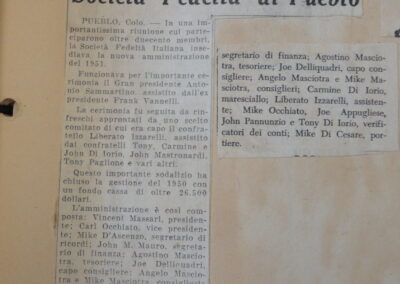 Società Fedeltà di Pueblo
PUEBLO, Colo. — In una im-
portantissima riunione cui parte-
ciparono oltre duecento membri,
la Società Fedeltà Italiana inse-
diava la nuova amministrazione
del 1951.
Funzionava per l'importante ce-
rimonia il Gran presidente Anto-
nio Sammartino, assistito dall'ex
presidente Frank Vannelli.
La cerimonia fu seguita da rin-
freschi approntati da uno scelto
comitato di cui era capo il confra-
tello Liberato Izzarelli, assistito
dai confratelli Tony, Carmine e
John Di Iorio, John Mastronardi,
Tony Paglione e vari altri.
Questo importante sodalizio ha
chiuso la gestione del 1950 con
un fondo cassa di oltre 26.500
dollari.
L'amministrazione è così com-
posta: Vincent Massari, presiden-
te; Carl Occhiato, vice presiden-
te; Mike D'Ascenzo, segretario di
ricordi; John M. Mauro, segreta-
rio di finanza; Agostino Mascio-
tra, tesoriere; Joe Dellicquadri,
capo consigliere; Angelo Mascio-
tra e Mike Masciotra, consiglieri;
segretario di finanza; Agostino Mascio-
tra, tesoriere; Joe Delliquadri, capo con-
sigliere; Angelo Masciotra e Mike Ma-
sciotra, consiglieri; Carmine Di Iorio,
maresciallo; Liberato Izzarelli, assisten-
te; Mike Occhiato, Joe Appugliese,
John Pannunzio e Tony Di Iorio, verifi-
catori dei conti; Mike Di Cesare, por-
tiere.